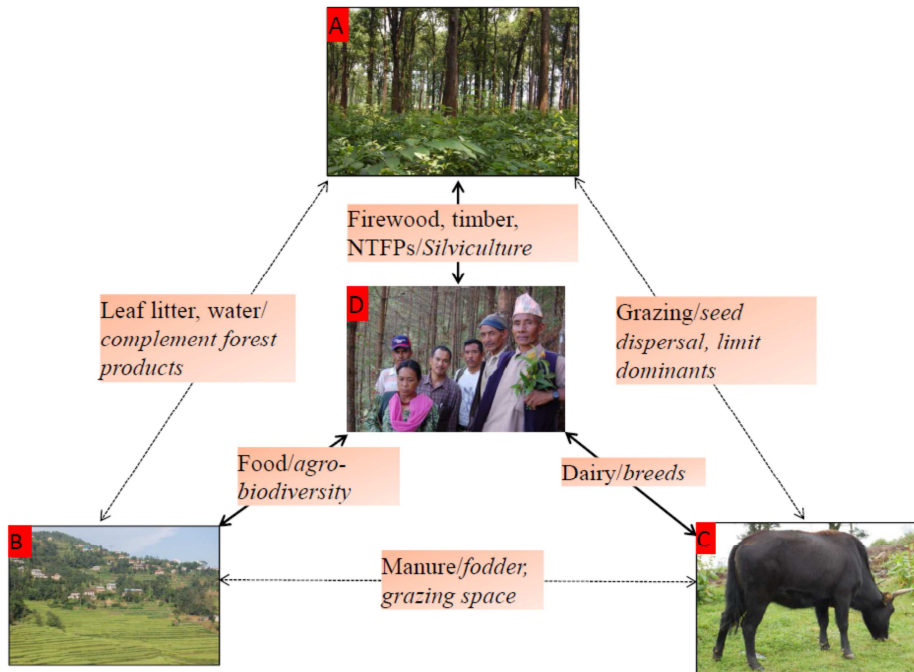 A
Firewood, timber,
NTFPs/Silviculture
D
Leaf litter, water/
complement forest
products
Grazing/seed
dispersal, limit
dominants
Food/agro-
biodiversity
Dairy/breeds
B
C
Manure/fodder,
grazing space